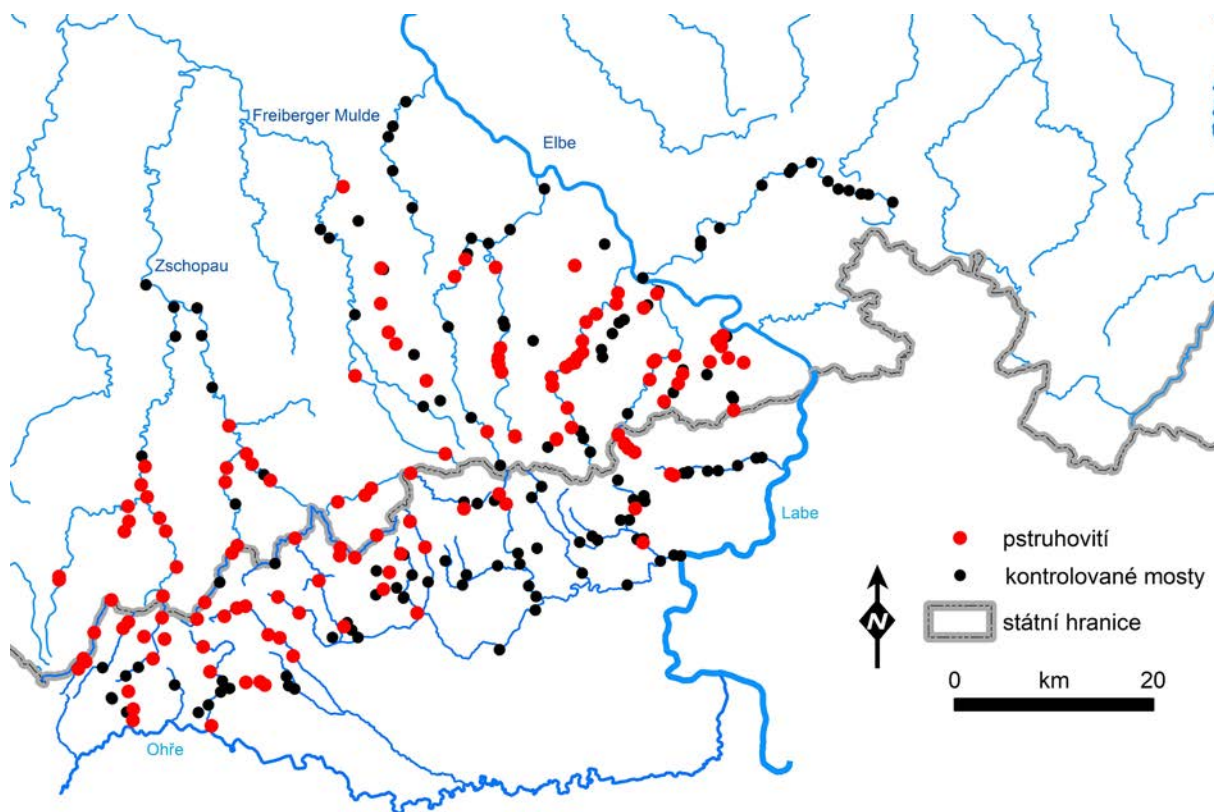 Freiberger Mulde
Elbe
Zschopau
Labe
pstruhovití
kontrolované mosty
N
státní hranice
0 km 20
Ohře